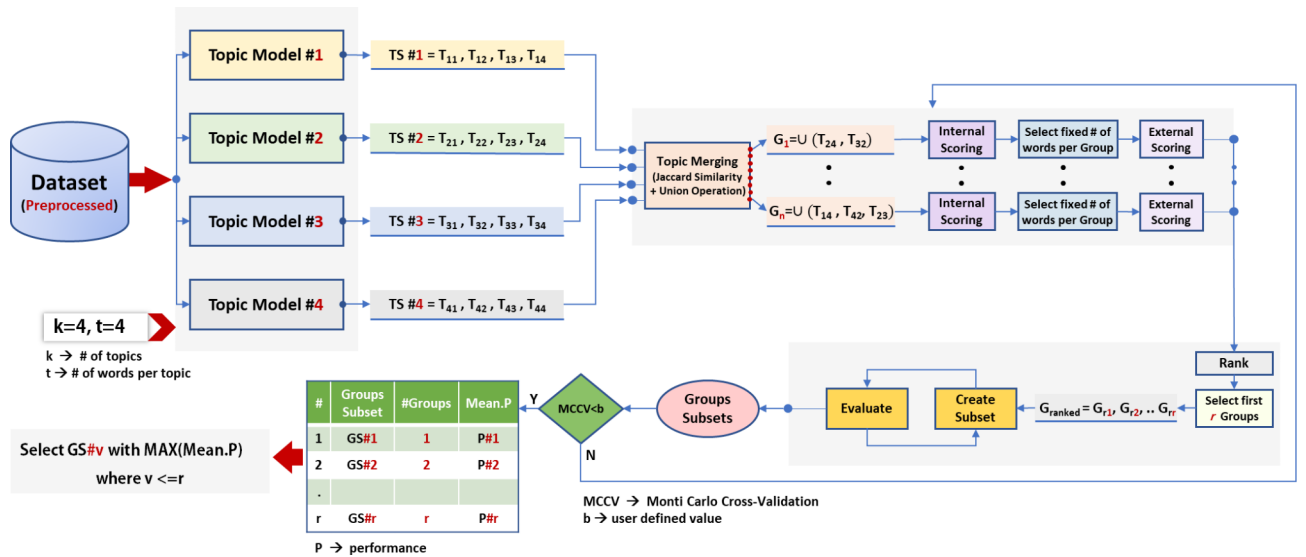 Topic Model #1
TS #1 = T11 , T12 , T13 , T14
Topic Model #2
TS #2 = T21 , T22 , T23 , T24
Dataset
(Preprocessed)
Topic Model #3
TS #3 = T31 , T32 , T33 , T34
Topic Model #4
TS #4 = T41 , T42 , T43 , T44
Topic Merging
(Jaccard Similarity
+ Union Operation)
G1=∪ (T24 , T32)
Internal
Scoring
Select fixed # of
words per Group
External
Scoring
Gn=∪ (T14 , T42, T23)
Internal
Scoring
Select fixed # of
words per Group
External
Scoring
k=4, t=4
k → # of topics
t → # of words per topic
Rank
Select first
r Groups
Granked = Gr1, Gr2, .. Grr
Create
Subset
Evaluate
Groups
Subsets
MCCV<b
Y
N
# Groups Subset #Groups Mean.P
1 GS#1 1 P#1
2 GS#2 2 P#2
.
r GS#r r P#r
P → performance
Select GS#v with MAX(Mean.P)
where v <=r
MCCV → Monti Carlo Cross-Validation
b → user defined value